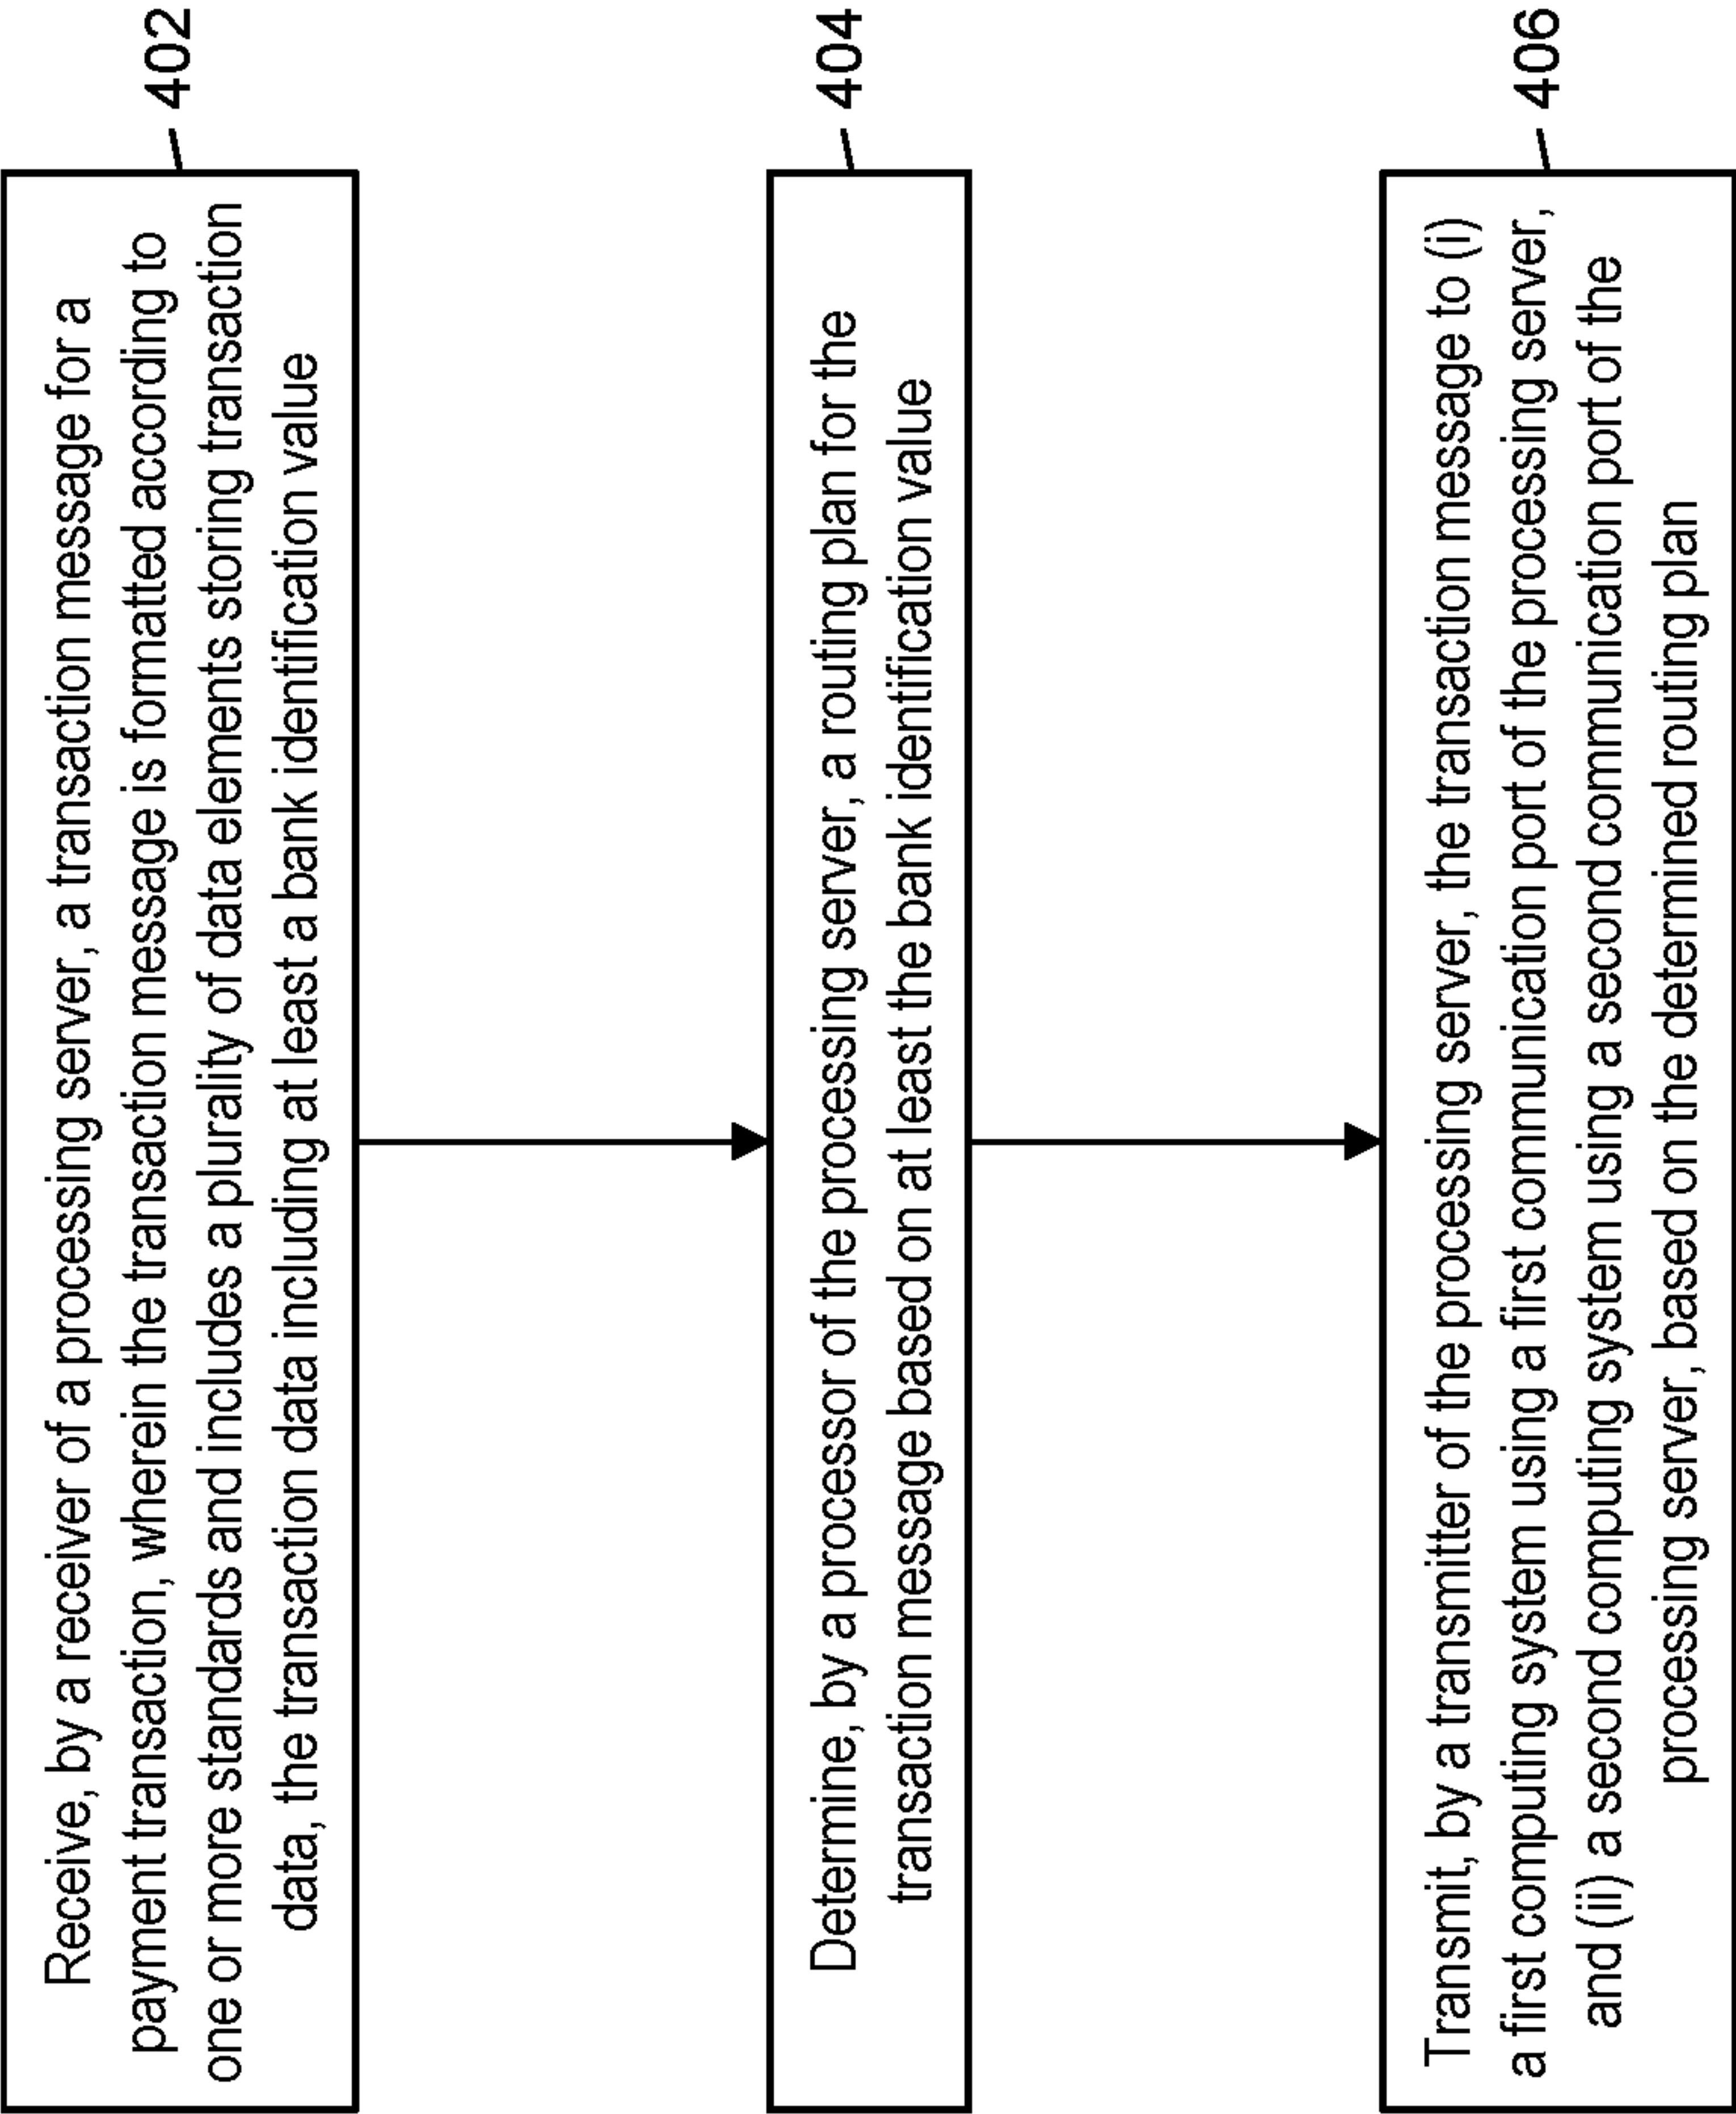 Receive, by a receiver of a processing server, a transaction message for a
payment transaction, wherein the transaction message is formatted according to
one or more standards and includes a plurality of data elements storing transaction
data, the transaction data including at least a bank identification value
402
Determine, by a processor of the processing server, a routing plan for the
transaction message based on at least the bank identification value
404
Transmit, by a transmitter of the processing server, the transaction message to (i)
a first computing system using a first communication port of the processing server,
and (ii) a second computing system using a second communication port of the
processing server, based on the determined routing plan
406